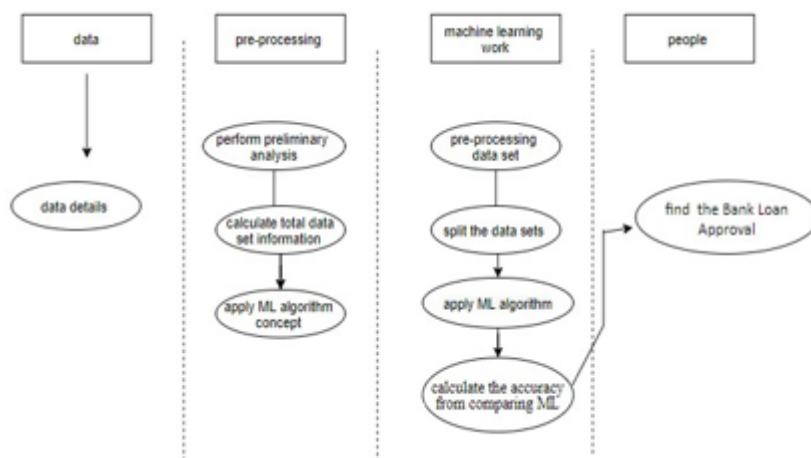 data
pre-processing
machine learning
work
people
perform preliminary
analysis
pre-processing
data set
data details
calculate total data
set information
split the data sets
find the Bank Loan
Approval
apply ML algorithm
concept
apply ML algorithm
calculate the accuracy
from comparing ML